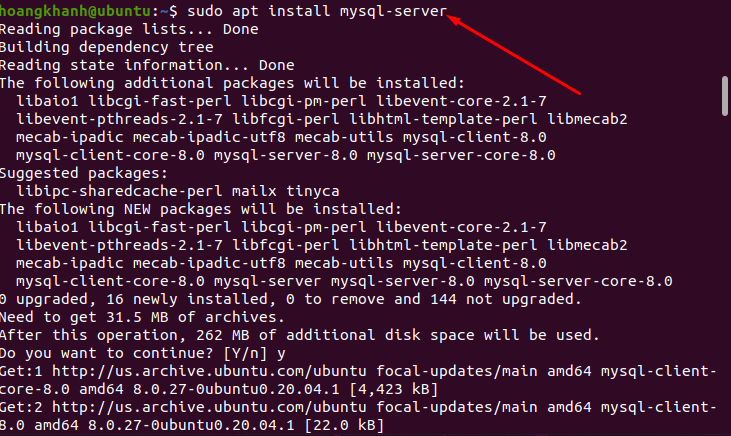 hoangkhanh@ubuntu:~$ sudo apt install mysql-server
Reading package lists... Done
Building dependency tree
Reading state information... Done
The following additional packages will be installed:
  libaio1 libcgi-fast-perl libcgi-pm-perl libevent-core-2.1-7
  libevent-pthreads-2.1-7 libfcgi-perl libhtml-template-perl libmecab2
  mecab-ipadic mecab-ipadic-utf8 mecab-utils mysql-client-8.0
  mysql-client-core-8.0 mysql-server-8.0 mysql-server-core-8.0
Suggested packages:
  libipc-sharedcache-perl mailx tinyca
The following NEW packages will be installed:
  libaio1 libcgi-fast-perl libcgi-pm-perl libevent-core-2.1-7
  libevent-pthreads-2.1-7 libfcgi-perl libhtml-template-perl libmecab2
  mecab-ipadic mecab-ipadic-utf8 mecab-utils mysql-client-8.0
  mysql-client-core-8.0 mysql-server mysql-server-8.0 mysql-server-core-8.0
0 upgraded, 16 newly installed, 0 to remove and 144 not upgraded.
Need to get 31.5 MB of archives.
After this operation, 262 MB of additional disk space will be used.
Do you want to continue? [Y/n] y
Get:1 http://us.archive.ubuntu.com/ubuntu focal-updates/main amd64 mysql-client-
core-8.0 amd64 8.0.27-0ubuntu0.20.04.1 [4,423 kB]
Get:2 http://us.archive.ubuntu.com/ubuntu focal-updates/main amd64 mysql-client-
8.0 amd64 8.0.27-0ubuntu0.20.04.1 [22.0 kB]